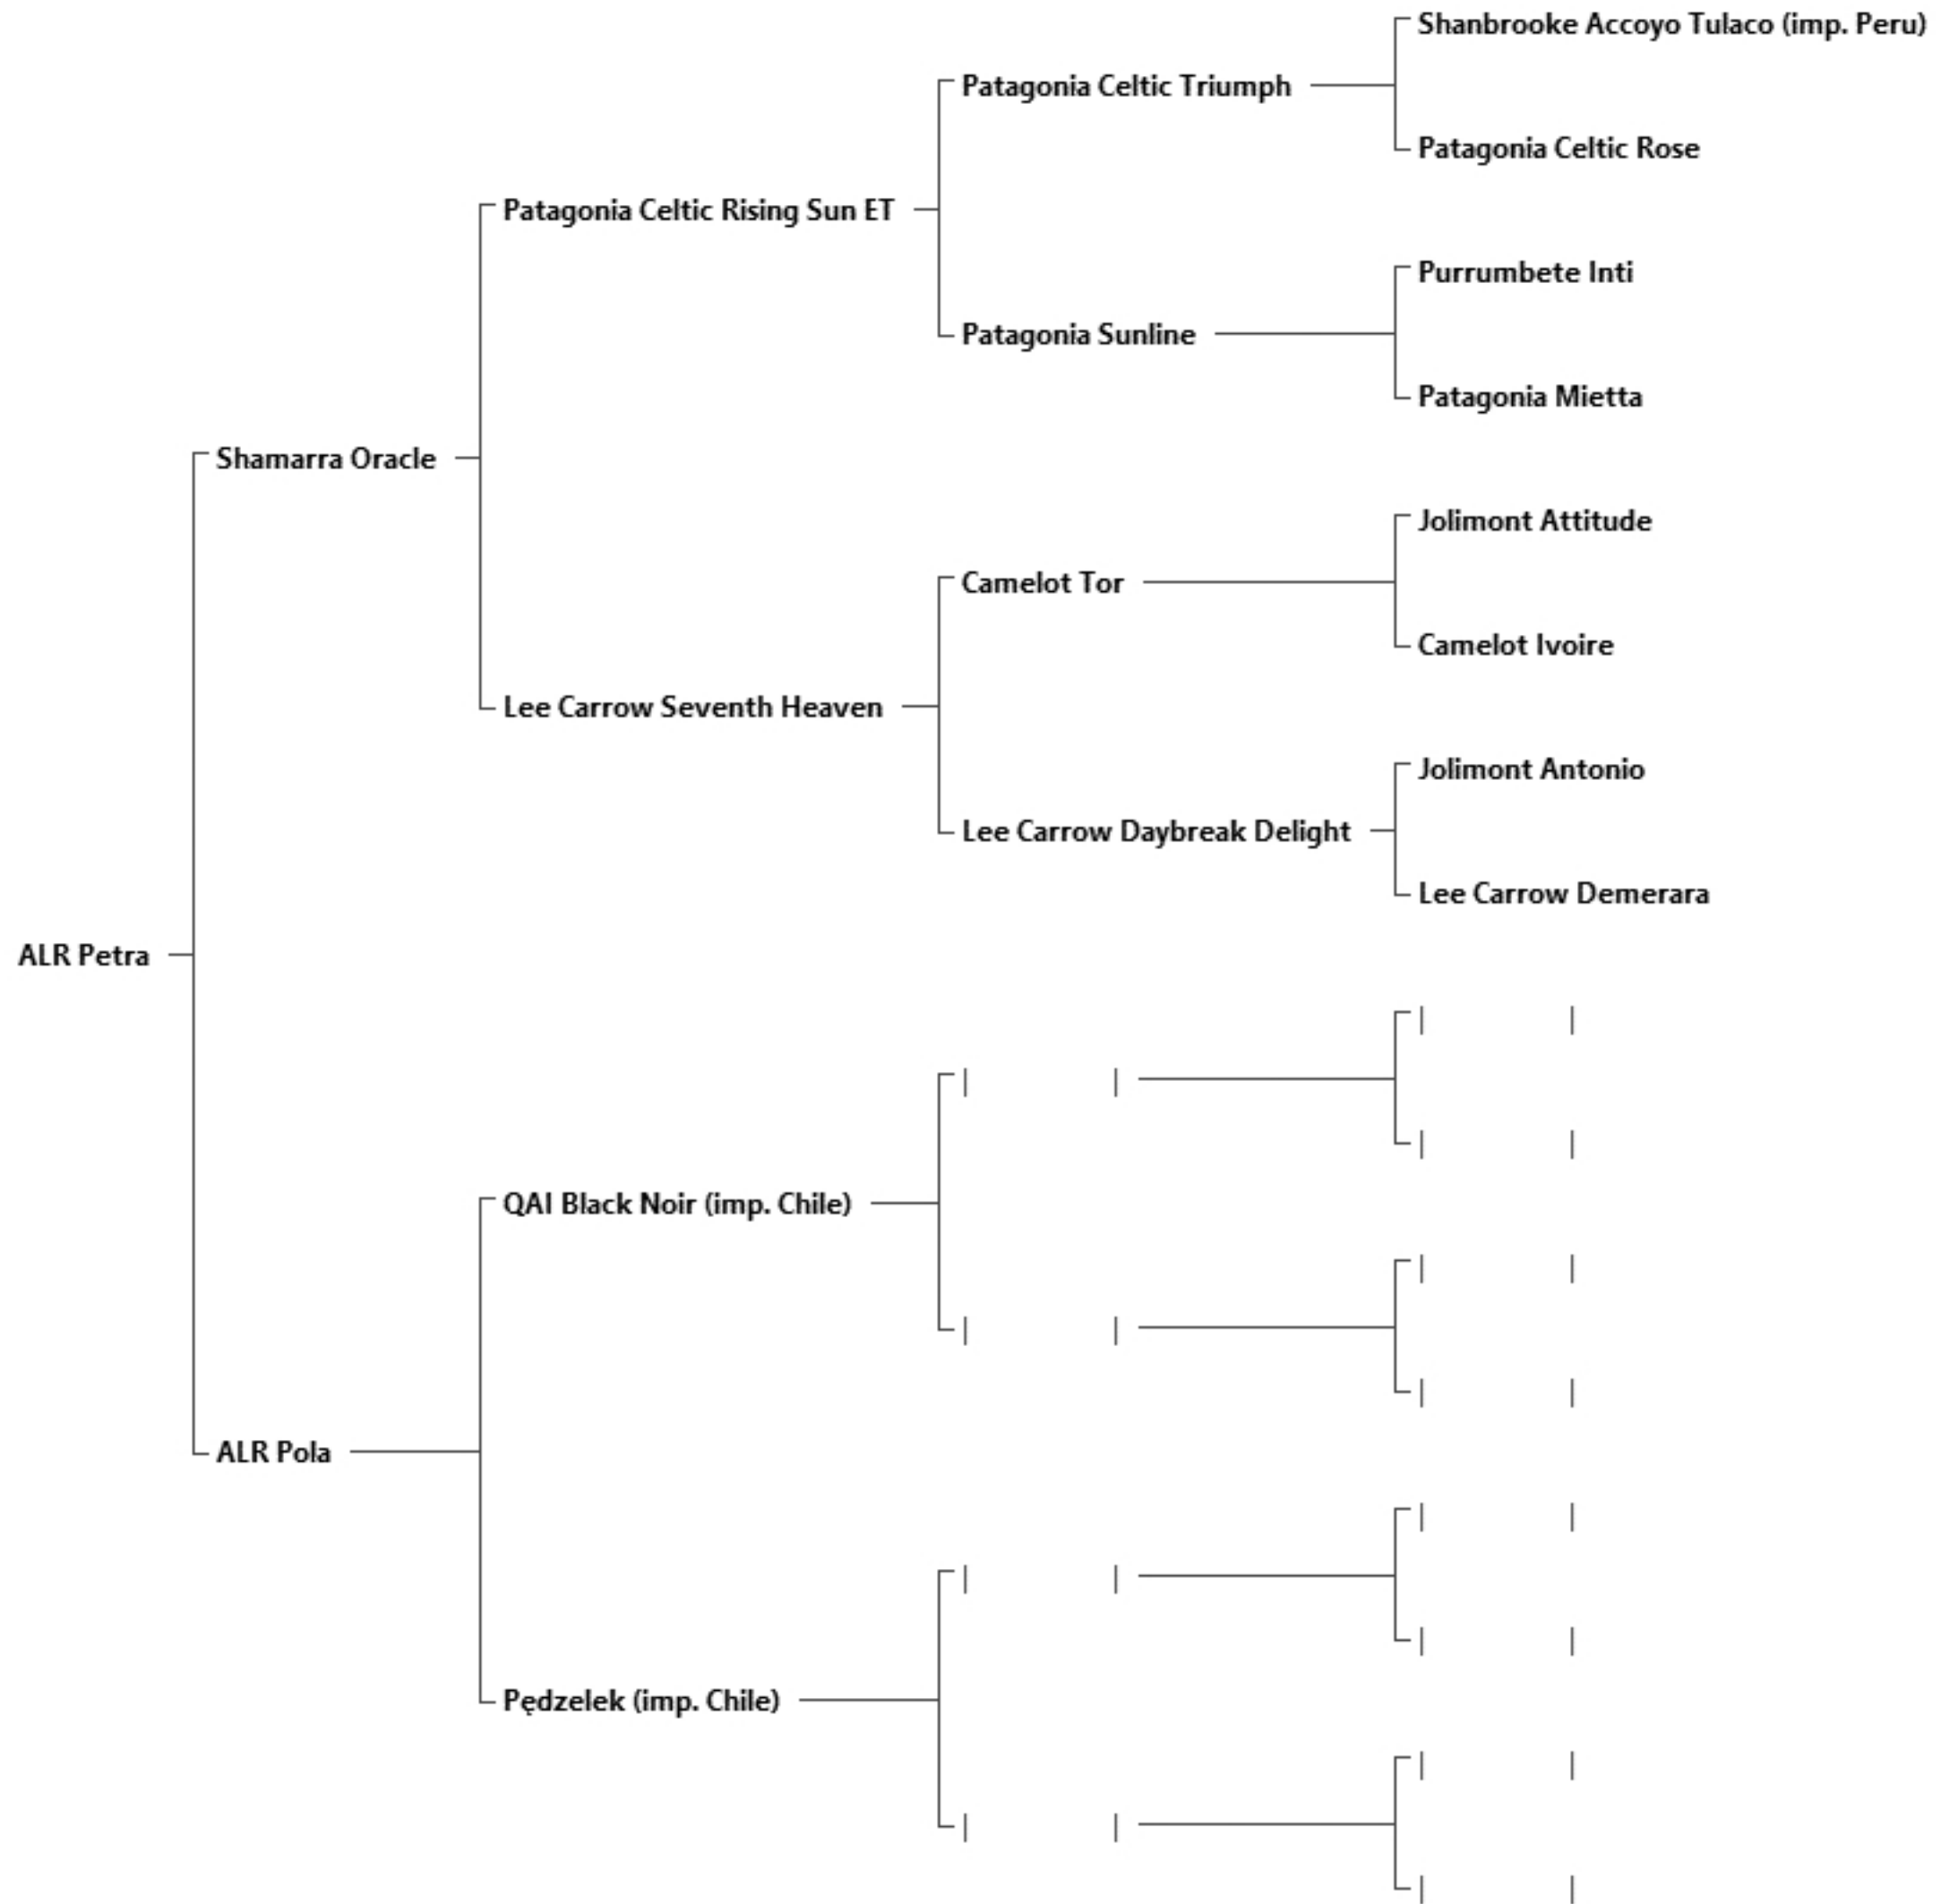 Shanbrooke Accoyo Tulaco (imp. Peru)
Patagonia Celtic Triumph
Patagonia Celtic Rose
Patagonia Celtic Rising Sun ET
Purrumbete Inti
Patagonia Sunline
Patagonia Mietta
Shamarra Oracle
Jolimont Attitude
Camelot Tor
Camelot Ivoire
Lee Carrow Seventh Heaven
Jolimont Antonio
Lee Carrow Daybreak Delight
Lee Carrow Demerara
ALR Petra
QAI Black Noir (imp. Chile)
ALR Pola
Pędzelek (imp. Chile)